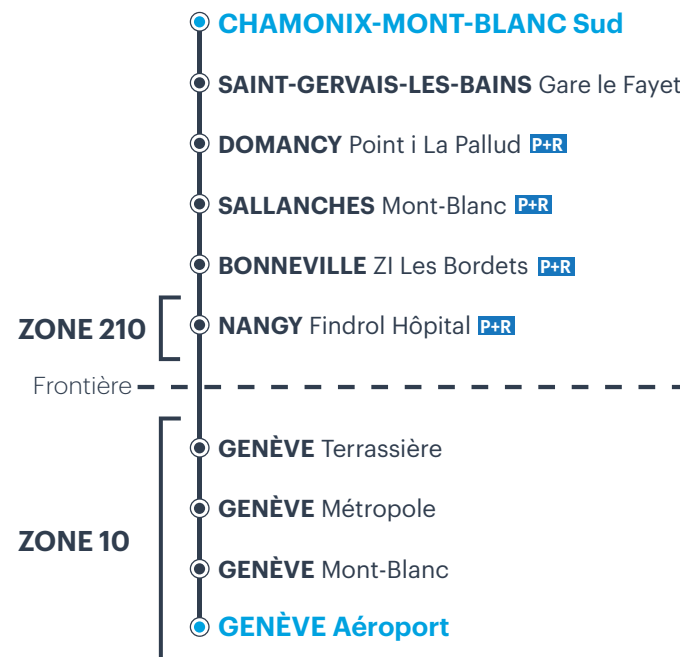 CHAMONIX-MONT-BLANC Sud
SAINT-GERVAIS-LES-BAINS Gare le Fayet
DOMANCY Point i La Pallud P+R
SALLANCHES Mont-Blanc P+R
BONNEVILLE ZI Les Bordets P+R
ZONE 210
NANGY Findrol Hôpital P+R
Frontière
GENÈVE Terrassière
GENÈVE Métropole
ZONE 10
GENÈVE Mont-Blanc
GENÈVE Aéroport